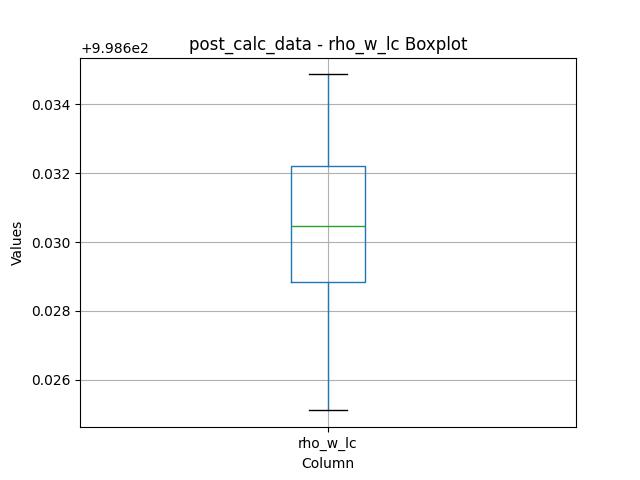 post_calc_data - rho_w_lc Boxplot
+9.986e2
0.034
0.032
0.030
0.028
0.026
Values
rho_w_lc
Column